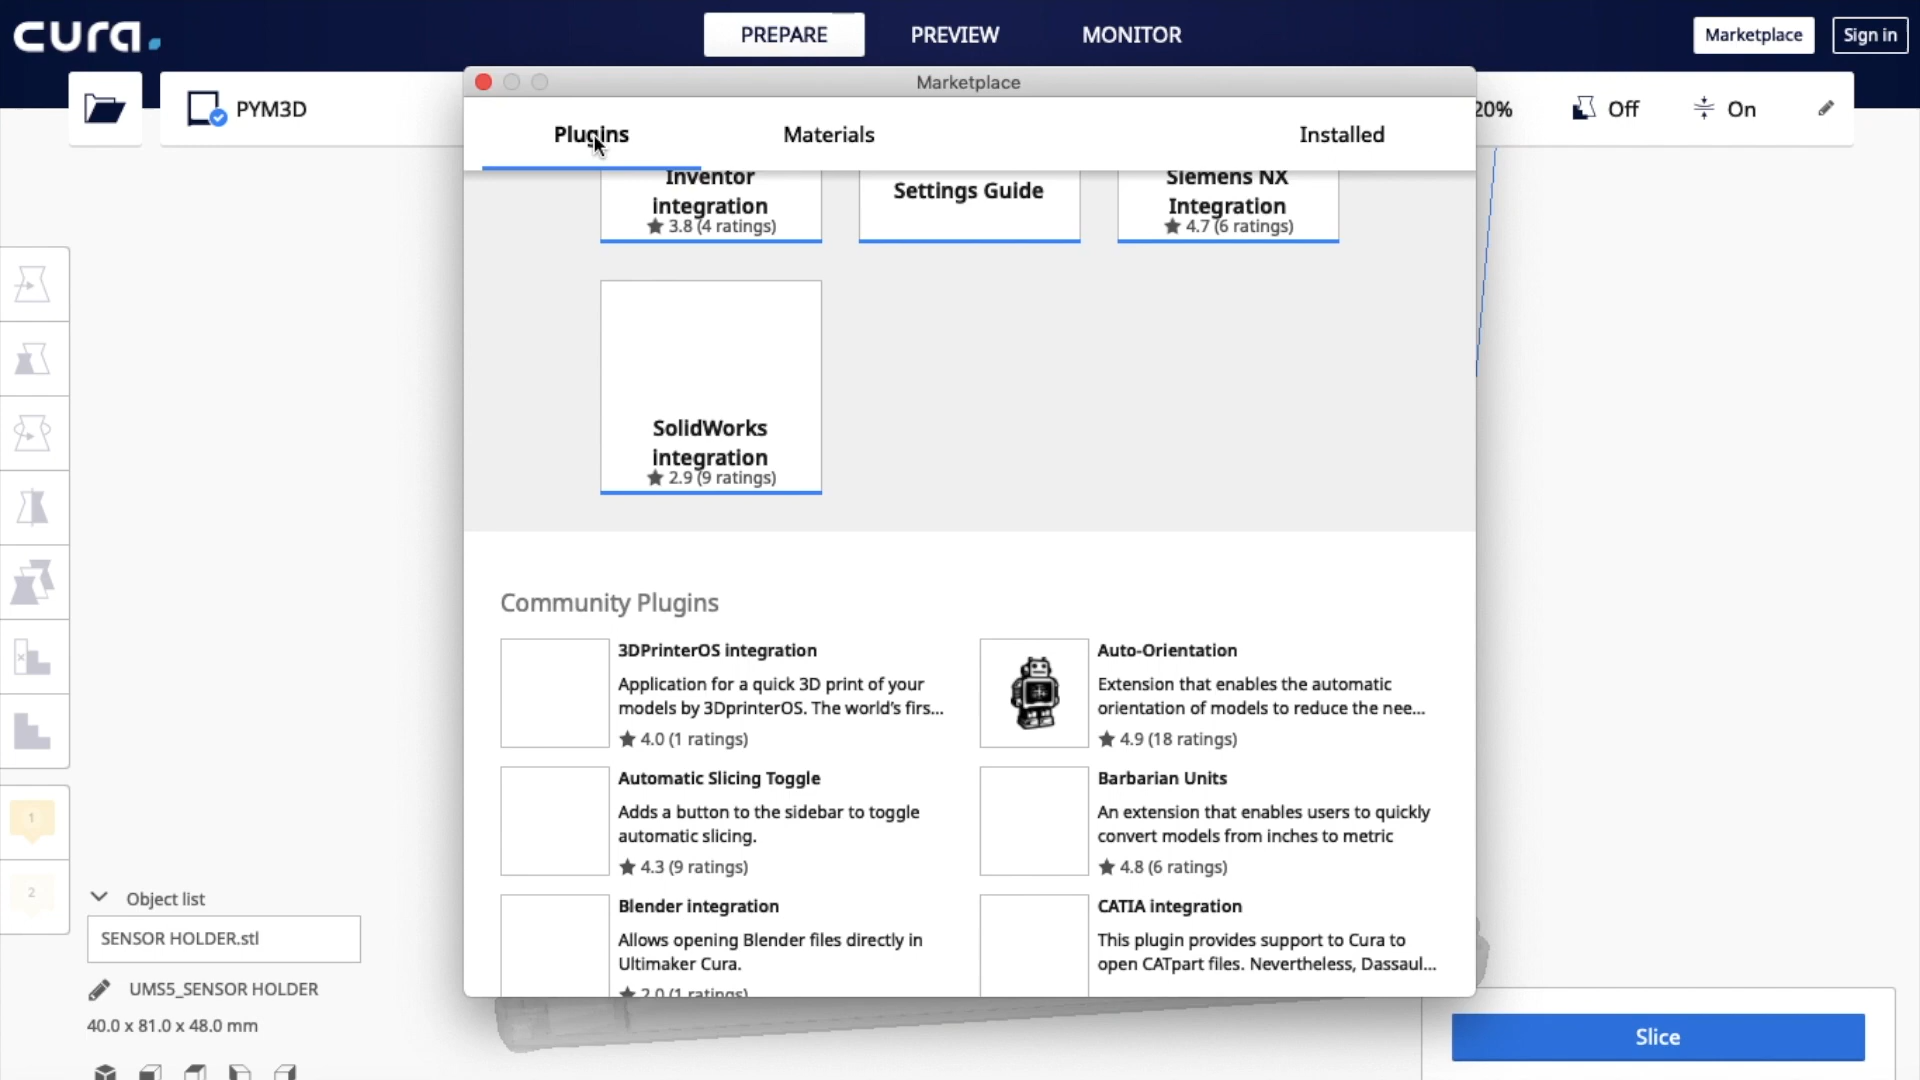 cura.
PREPARE
PREVIEW
MONITOR
Marketplace
Sign in
Marketplace
PYM3D
20%
Off
On
Plugins
Materials
Installed
Inventor
integration
3.8 (4 ratings)
Settings Guide
Siemens NX
Integration
4.7 (6 ratings)
SolidWorks
integration
2.9 (9 ratings)
Community Plugins
3DPrinterOS integration
Application for a quick 3D print of your
models by 3DprinterOS. The world's firs...
4.0 (1 ratings)
Auto-Orientation
Extension that enables the automatic
orientation of models to reduce the nee...
4.9 (18 ratings)
Automatic Slicing Toggle
Adds a button to the sidebar to toggle
automatic slicing.
4.3 (9 ratings)
Barbarian Units
An extension that enables users to quickly
convert models from inches to metric
4.8 (6 ratings)
Blender integration
Allows opening Blender files directly in
Ultimaker Cura.
2.0 (1 ratings)
CATIA integration
This plugin provides support to Cura to
open CATpart files. Nevertheless, Dassaul...
1
2
Object list
SENSOR HOLDER.stl
UMS5_SENSOR HOLDER
40.0 x 81.0 x 48.0 mm
Slice